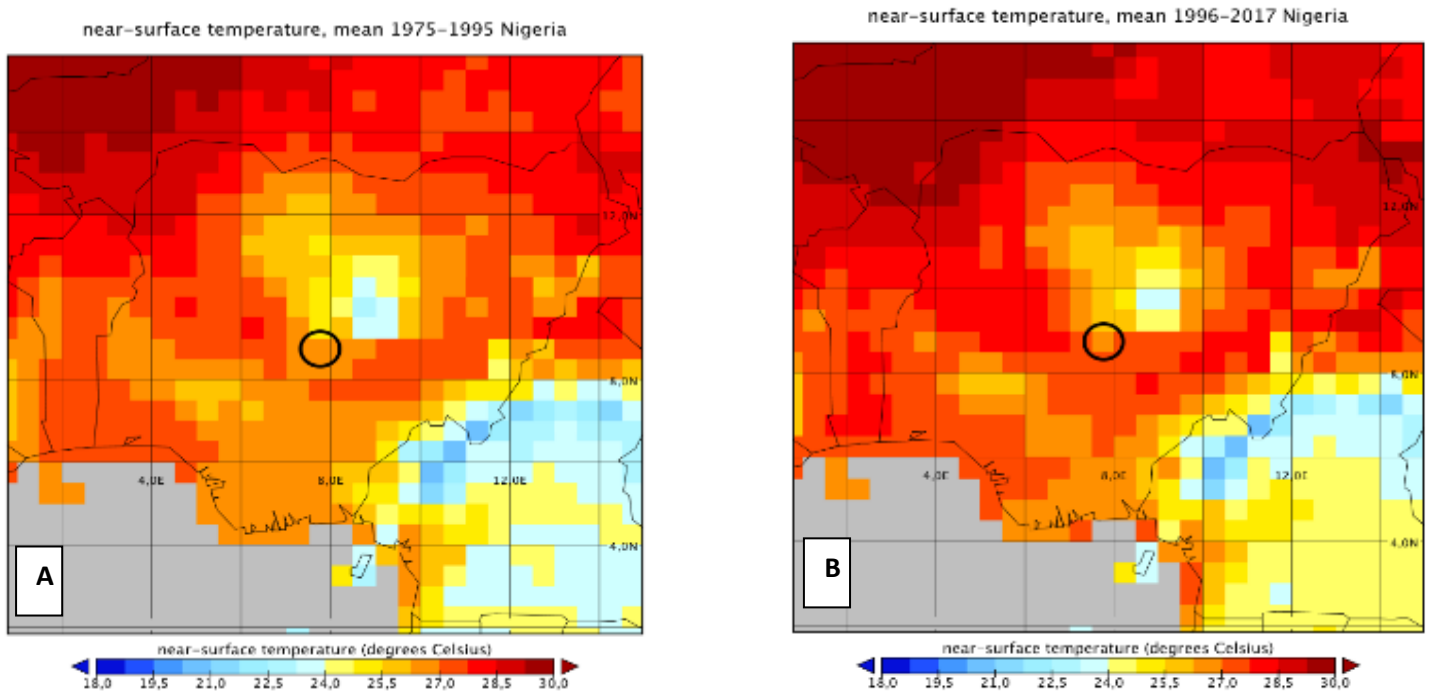 near-surface temperature, mean 1975-1995 Nigeria
12,0N
8,0N
4,0E
8,0E
12,0E
4,0N
A
near-surface temperature (degrees Celsius)
18,0 19,5 21,0 22,5 24,0 25,5 27,0 28,5 30,0
near-surface temperature, mean 1996-2017 Nigeria
12,0N
8,0N
4,0E
8,0E
12,0E
4,0N
B
near-surface temperature (degrees Celsius)
18,0 19,5 21,0 22,5 24,0 25,5 27,0 28,5 30,0